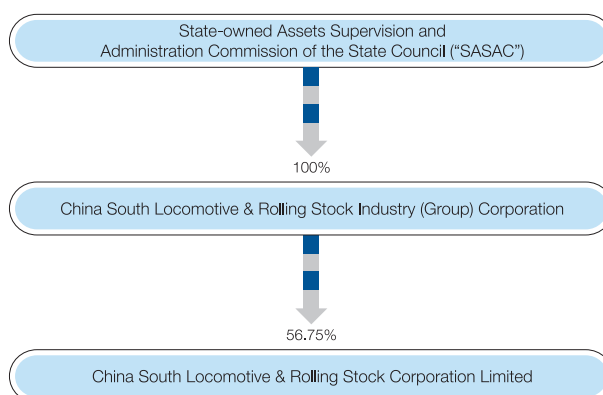 State-owned Assets Supervision and
Administration Commission of the State Council (“SASAC”)
100%
China South Locomotive & Rolling Stock Industry (Group) Corporation
56.75%
China South Locomotive & Rolling Stock Corporation Limited